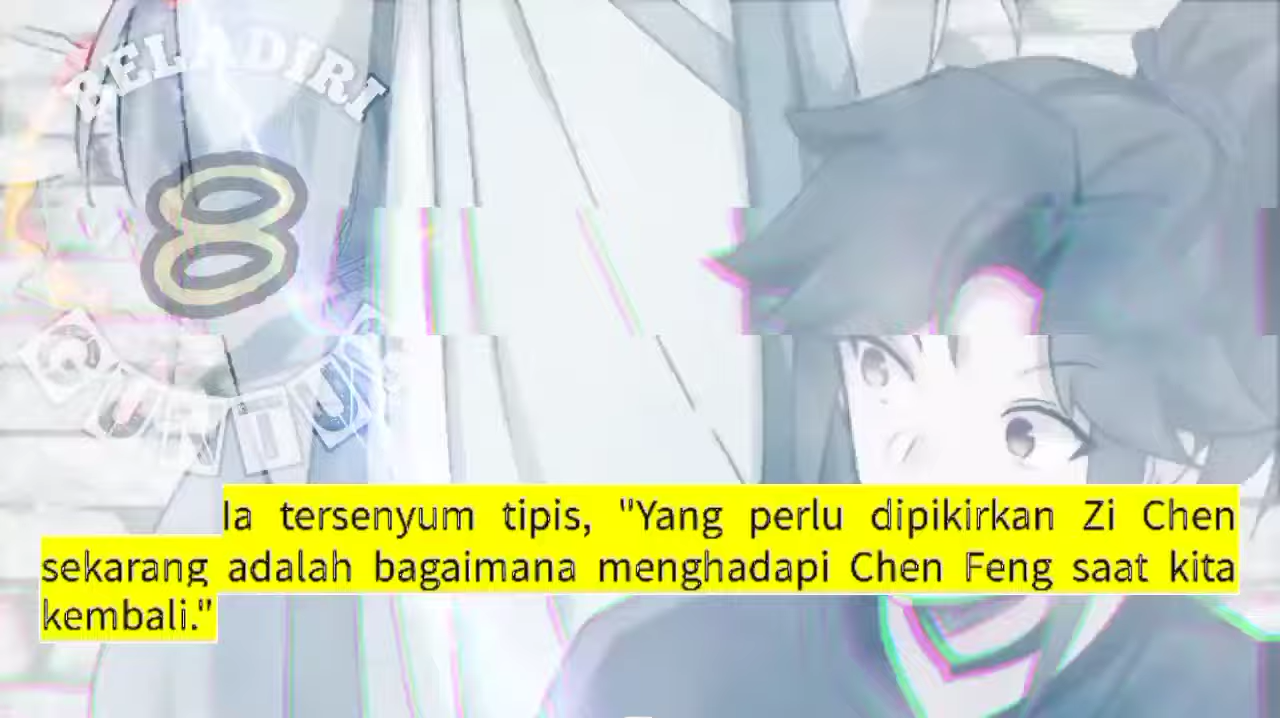 BELADIRI
8
Ia tersenyum tipis, "Yang perlu dipikirkan Zi Chen
sekarang adalah bagaimana menghadapi Chen Feng saat kita
kembali."